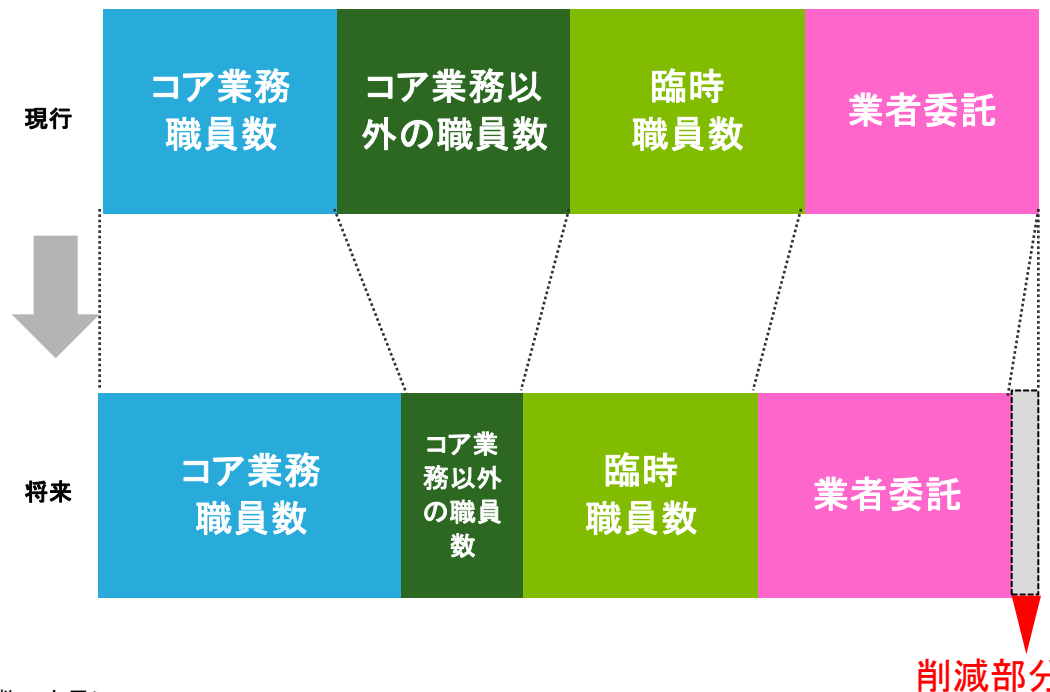 コア業務
職員数
コア業務以
外の職員数
臨時
職員数
業者委託
現行
コア業務
職員数
コア業
務以外
の職員
数
臨時
職員数
業者委託
将来
削減部分